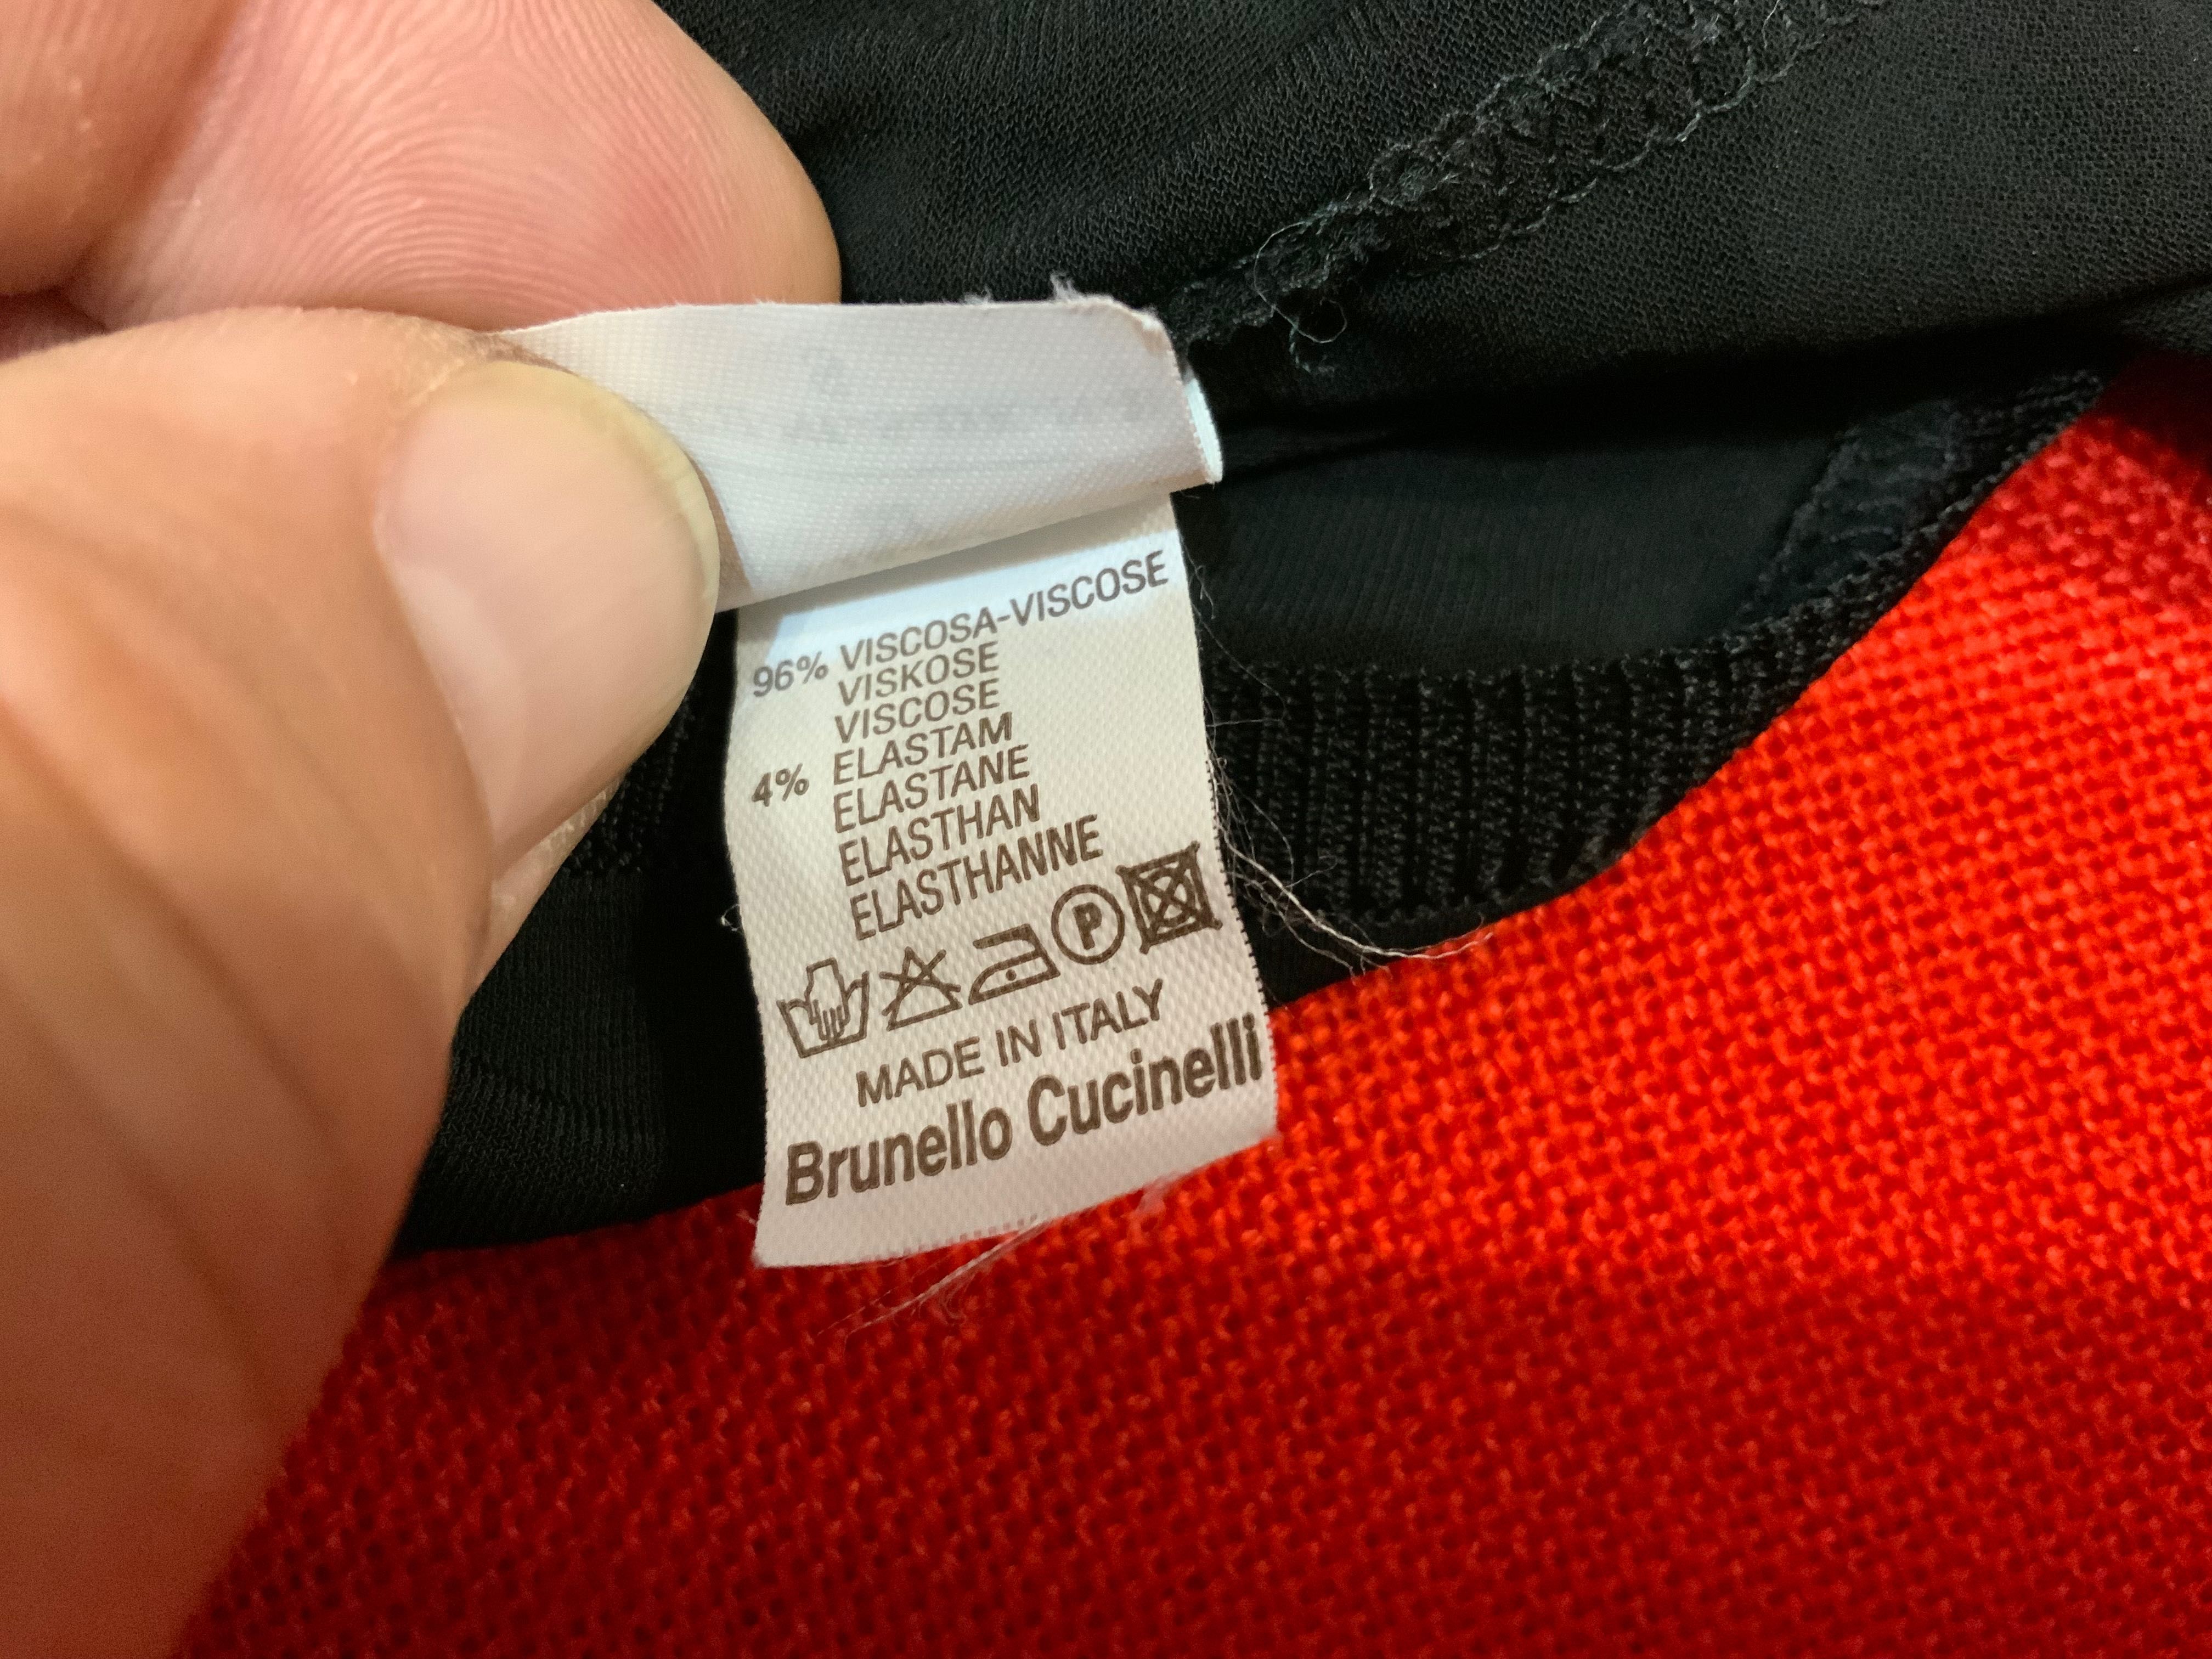 96% VISCOSA-VISCOSE
VISKOSE
VISCOSE
4% ELASTAM
ELASTANE
ELASTHAN
ELASTHANNE
P
MADE IN ITALY
Brunello Cucinelli